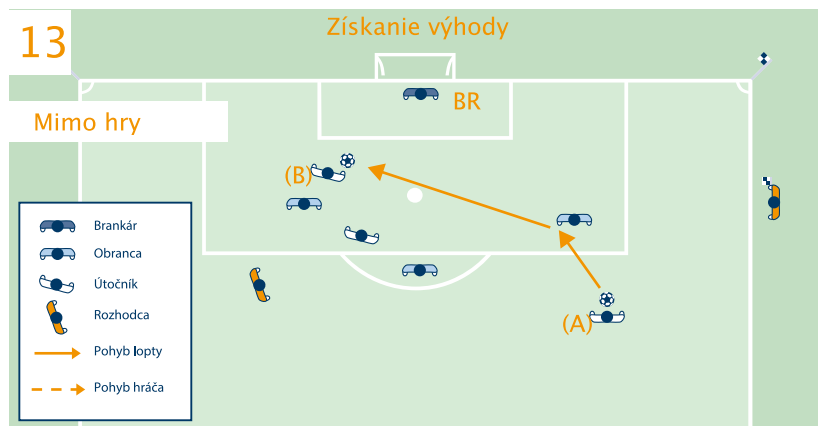 13
Získanie výhody
BR
Mimo hry
(B)
(A)
Brankár
Obranca
Útočník
Rozhodca
Pohyb lopty
Pohyb hráča